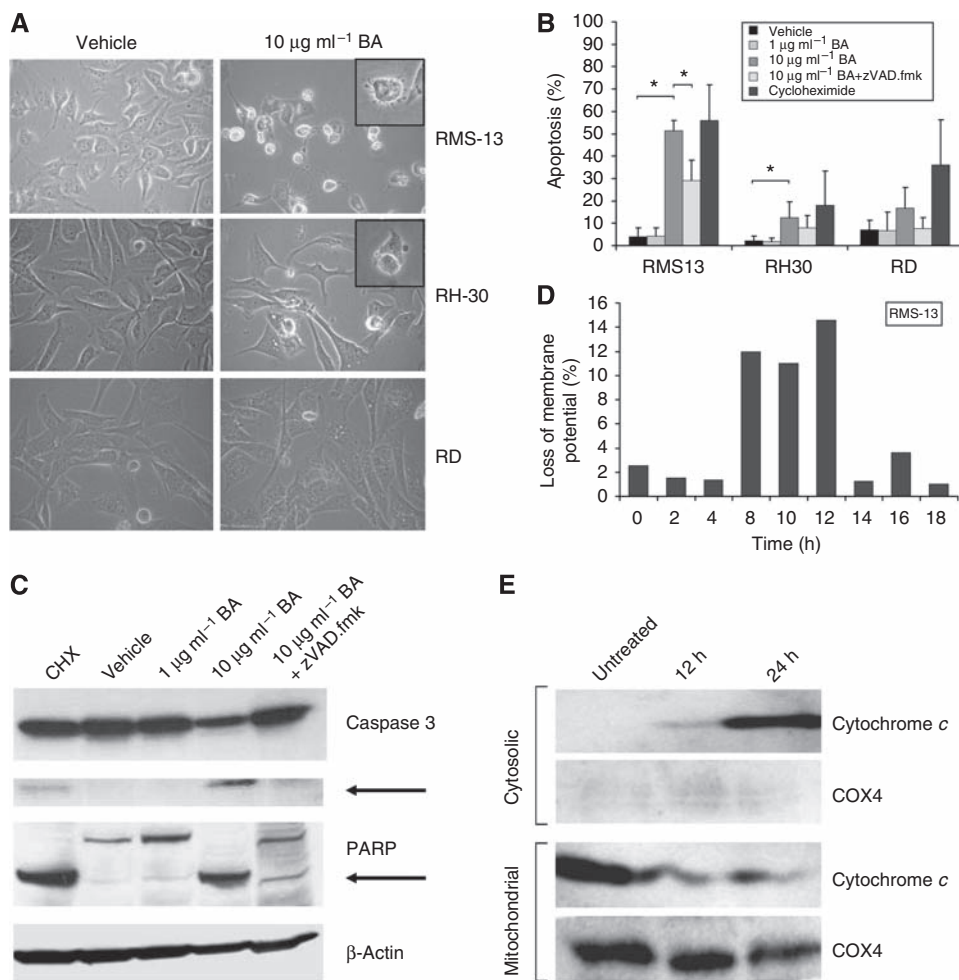 A
Vehicle
10 µg ml⁻¹ BA
RMS-13
RH-30
RD
B
Apoptosis (%)
100
90
80
70
60
50
40
30
20
10
0
Vehicle
1 µg ml⁻¹ BA
10 µg ml⁻¹ BA
10 µg ml⁻¹ BA+zVAD.fmk
Cycloheximide
*
*
*
RMS13
RH30
RD
D
Loss of membrane
potential (%)
16
14
12
10
8
6
4
2
0
RMS-13
0 2 4 8 10 12 14 16 18
Time (h)
C
CHX
Vehicle
1 µg ml⁻¹ BA
10 µg ml⁻¹ BA
10 µg ml⁻¹ BA
+ zVAD.fmk
Caspase 3
PARP
β-Actin
E
Untreated
12 h
24 h
Cytosolic
Cytochrome c
COX4
Mitochondrial
Cytochrome c
COX4